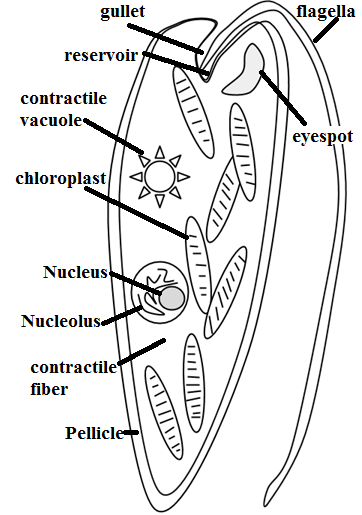 gullet
flagella
reservoir
contractile
vacuole
eyespot
chloroplast
Nucleus
Nucleolus
contractile
fiber
Pellicle